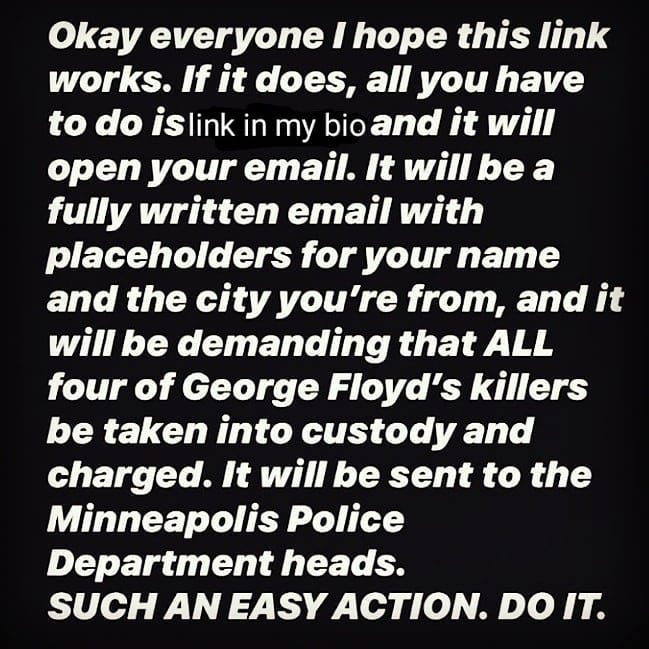 Okay everyone I hope this link
works. If it does, all you have
to do is link in my bio and it will
open your email. It will be a
fully written email with
placeholders for your name
and the city you're from, and it
will be demanding that ALL
four of George Floyd's killers
be taken into custody and
charged. It will be sent to the
Minneapolis Police
Department heads.
SUCH AN EASY ACTION. DO IT.